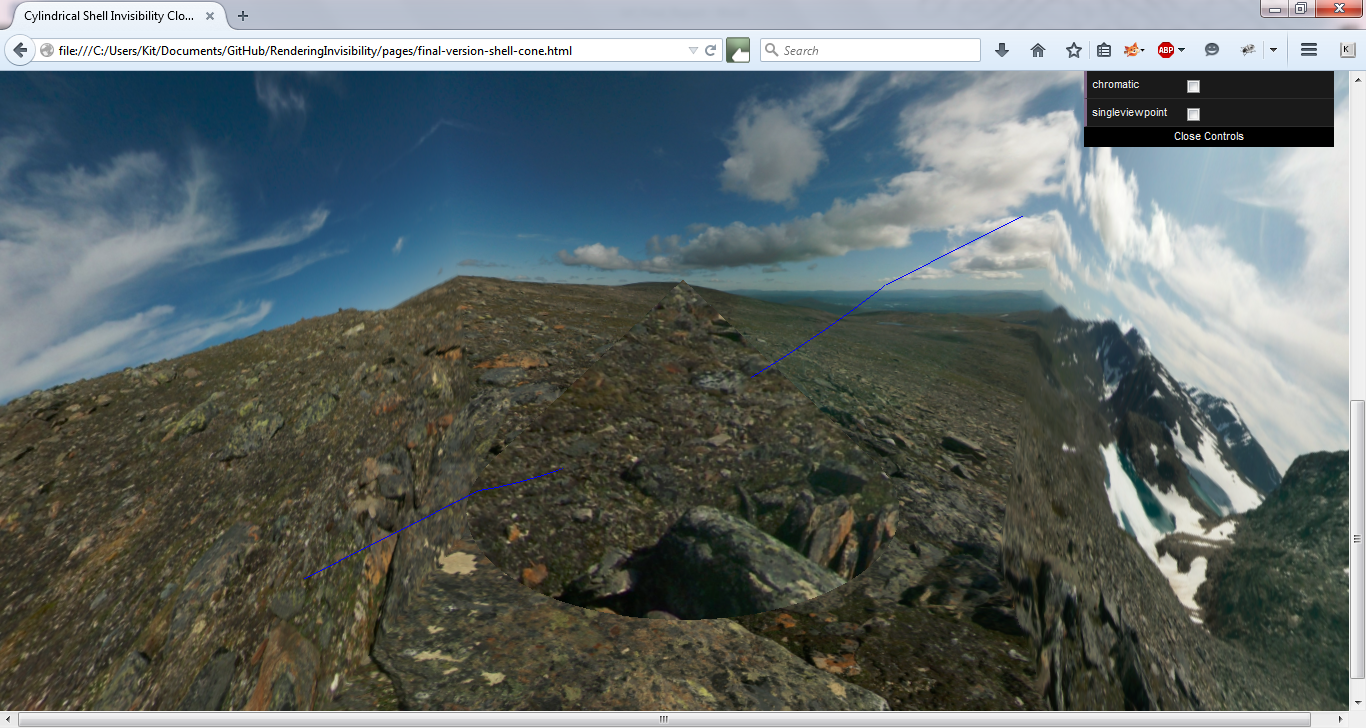 Cylindrical Shell Invisibility Clo...
file:///C:/Users/Kit/Documents/GitHub/RenderingInvisibility/pages/final-version-shell-cone.html
Search
ABP
K
chromatic
singleviewpoint
Close Controls